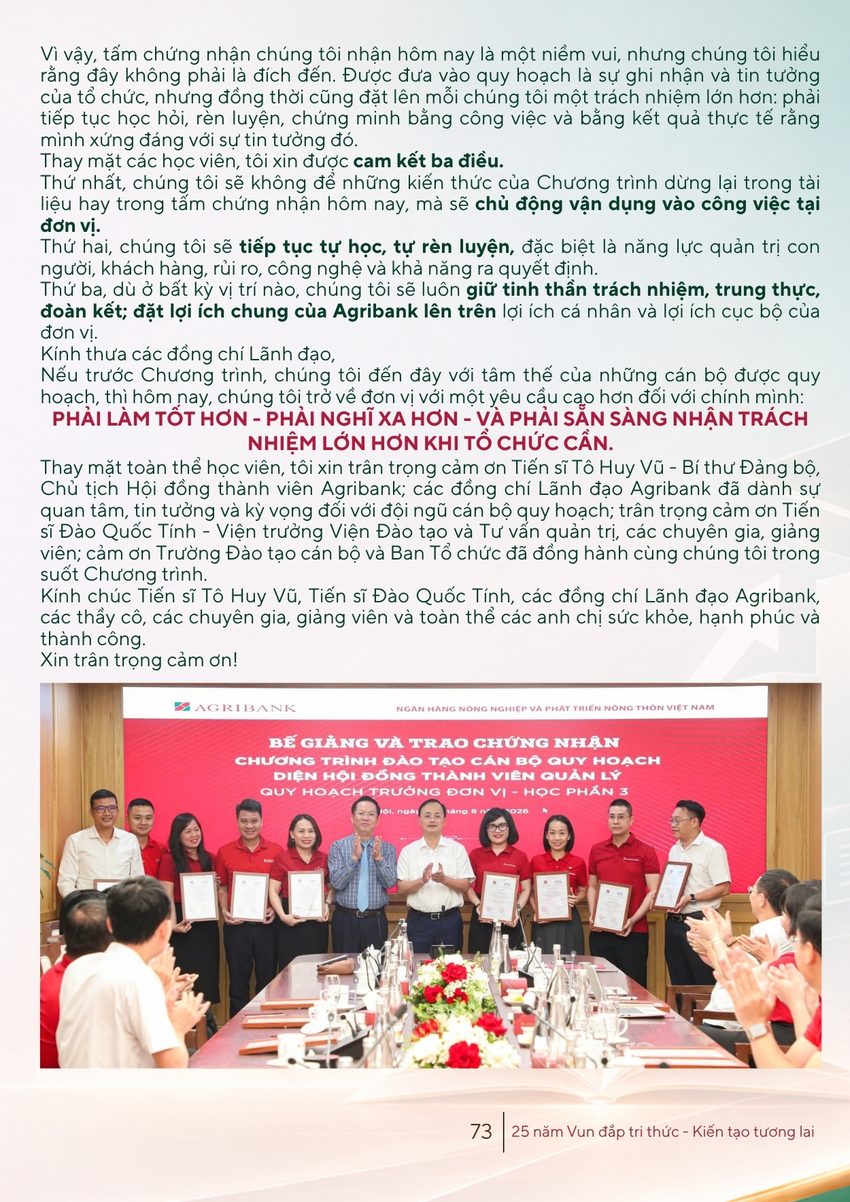 Vì vậy, tấm chứng nhận chúng tôi nhận hôm nay là một niềm vui, nhưng chúng tôi hiểu
rằng đây không phải là đích đến. Được đưa vào quy hoạch là sự ghi nhận và tin tưởng
của tổ chức, nhưng đồng thời cũng đặt lên mỗi chúng tôi một trách nhiệm lớn hơn: phải
tiếp tục học hỏi, rèn luyện, chứng minh bằng công việc và bằng kết quả thực tế rằng
mình xứng đáng với sự tin tưởng đó.
Thay mặt các học viên, tôi xin được cam kết ba điều.
Thứ nhất, chúng tôi sẽ không để những kiến thức của Chương trình dừng lại trong tài
liệu hay trong tấm chứng nhận hôm nay, mà sẽ chủ động vận dụng vào công việc tại
đơn vị.
Thứ hai, chúng tôi sẽ tiếp tục tự học, tự rèn luyện, đặc biệt là năng lực quản trị con
người, khách hàng, rủi ro, công nghệ và khả năng ra quyết định.
Thứ ba, dù ở bất kỳ vị trí nào, chúng tôi sẽ luôn giữ tinh thần trách nhiệm, trung thực,
đoàn kết; đặt lợi ích chung của Agribank lên trên lợi ích cá nhân và lợi ích cục bộ của
đơn vị.
Kính thưa các đồng chí Lãnh đạo,
Nếu trước Chương trình, chúng tôi đến đây với tâm thế của những cán bộ được quy
hoạch, thì hôm nay, chúng tôi trở về đơn vị với một yêu cầu cao hơn đối với chính mình:
PHẢI LÀM TỐT HƠN - PHẢI NGHĨ XA HƠN - VÀ PHẢI SẴN SÀNG NHẬN TRÁCH
NHIỆM LỚN HƠN KHI TỔ CHỨC CẦN.
Thay mặt toàn thể học viên, tôi xin trân trọng cảm ơn Tiến sĩ Tô Huy Vũ - Bí thư Đảng bộ,
Chủ tịch Hội đồng thành viên Agribank; các đồng chí Lãnh đạo Agribank đã dành sự
quan tâm, tin tưởng và kỳ vọng đối với đội ngũ cán bộ quy hoạch; trân trọng cảm ơn Tiến
sĩ Đào Quốc Tính - Viện trưởng Viện Đào tạo và Tư vấn quản trị, các chuyên gia, giảng
viên; cảm ơn Trường Đào tạo cán bộ và Ban Tổ chức đã đồng hành cùng chúng tôi trong
suốt Chương trình.
Kính chúc Tiến sĩ Tô Huy Vũ, Tiến sĩ Đào Quốc Tính, các đồng chí Lãnh đạo Agribank,
các thầy cô, các chuyên gia, giảng viên và toàn thể các anh chị sức khỏe, hạnh phúc và
thành công.
Xin trân trọng cảm ơn!
AGRIBANK
NGÂN HÀNG NÔNG NGHIỆP VÀ PHÁT TRIỂN NÔNG THÔN VIỆT NAM
BẾ GIẢNG VÀ TRAO CHỨNG NHẬN
CHƯƠNG TRÌNH ĐÀO TẠO CÁN BỘ QUY HOẠCH
DIỆN HỘI ĐỒNG THÀNH VIÊN QUẢN LÝ
QUY HOẠCH TRƯỞNG ĐƠN VỊ - HỌC PHẦN 3
73
25 năm Vun đắp tri thức - Kiến tạo tương lai